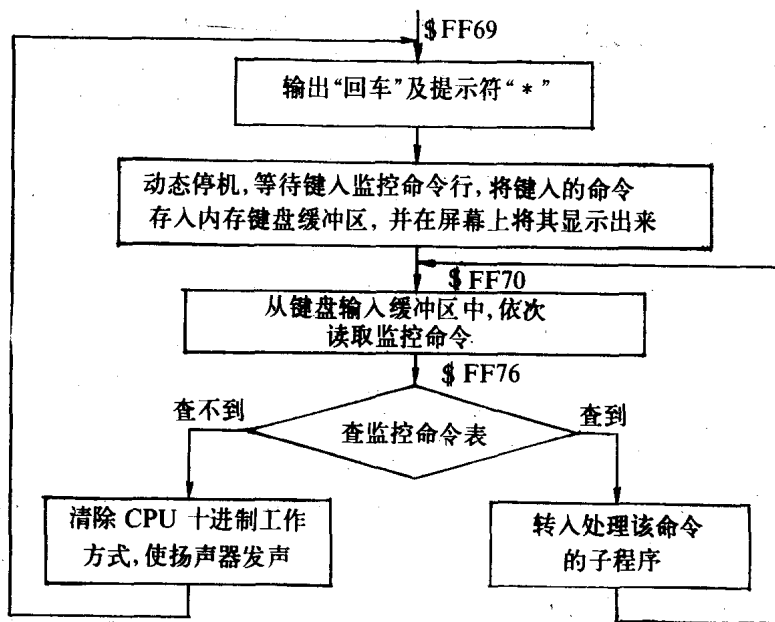 $FF69
输出“回车”及提示符“*”
动态停机,等待键入监控命令行,将键入的命令
存入内存键盘缓冲区,并在屏幕上将其显示出来
$FF70
从键盘输入缓冲区中,依次
读取监控命令
$FF76
查不到
查监控命令表
查到
清除 CPU 十进制工作
方式,使扬声器发声
转入处理该命令
的子程序